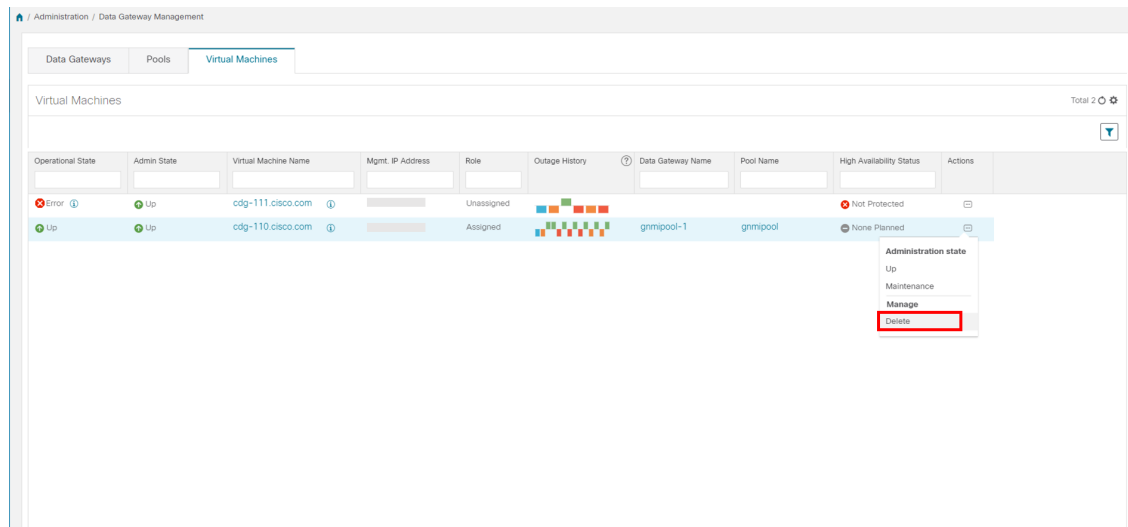 / Administration / Data Gateway Management
Data Gateways Pools Virtual Machines
Virtual Machines Total 2
Operational State Admin State Virtual Machine Name Mgmt. IP Address Role Outage History ? Data Gateway Name Pool Name High Availability Status Actions
Error Up cdg-111.cisco.com Unassigned Not Protected
Up Up cdg-110.cisco.com Assigned gnmipool-1 gnmipool None Planned
Administration state
Up
Maintenance
Manage
Delete